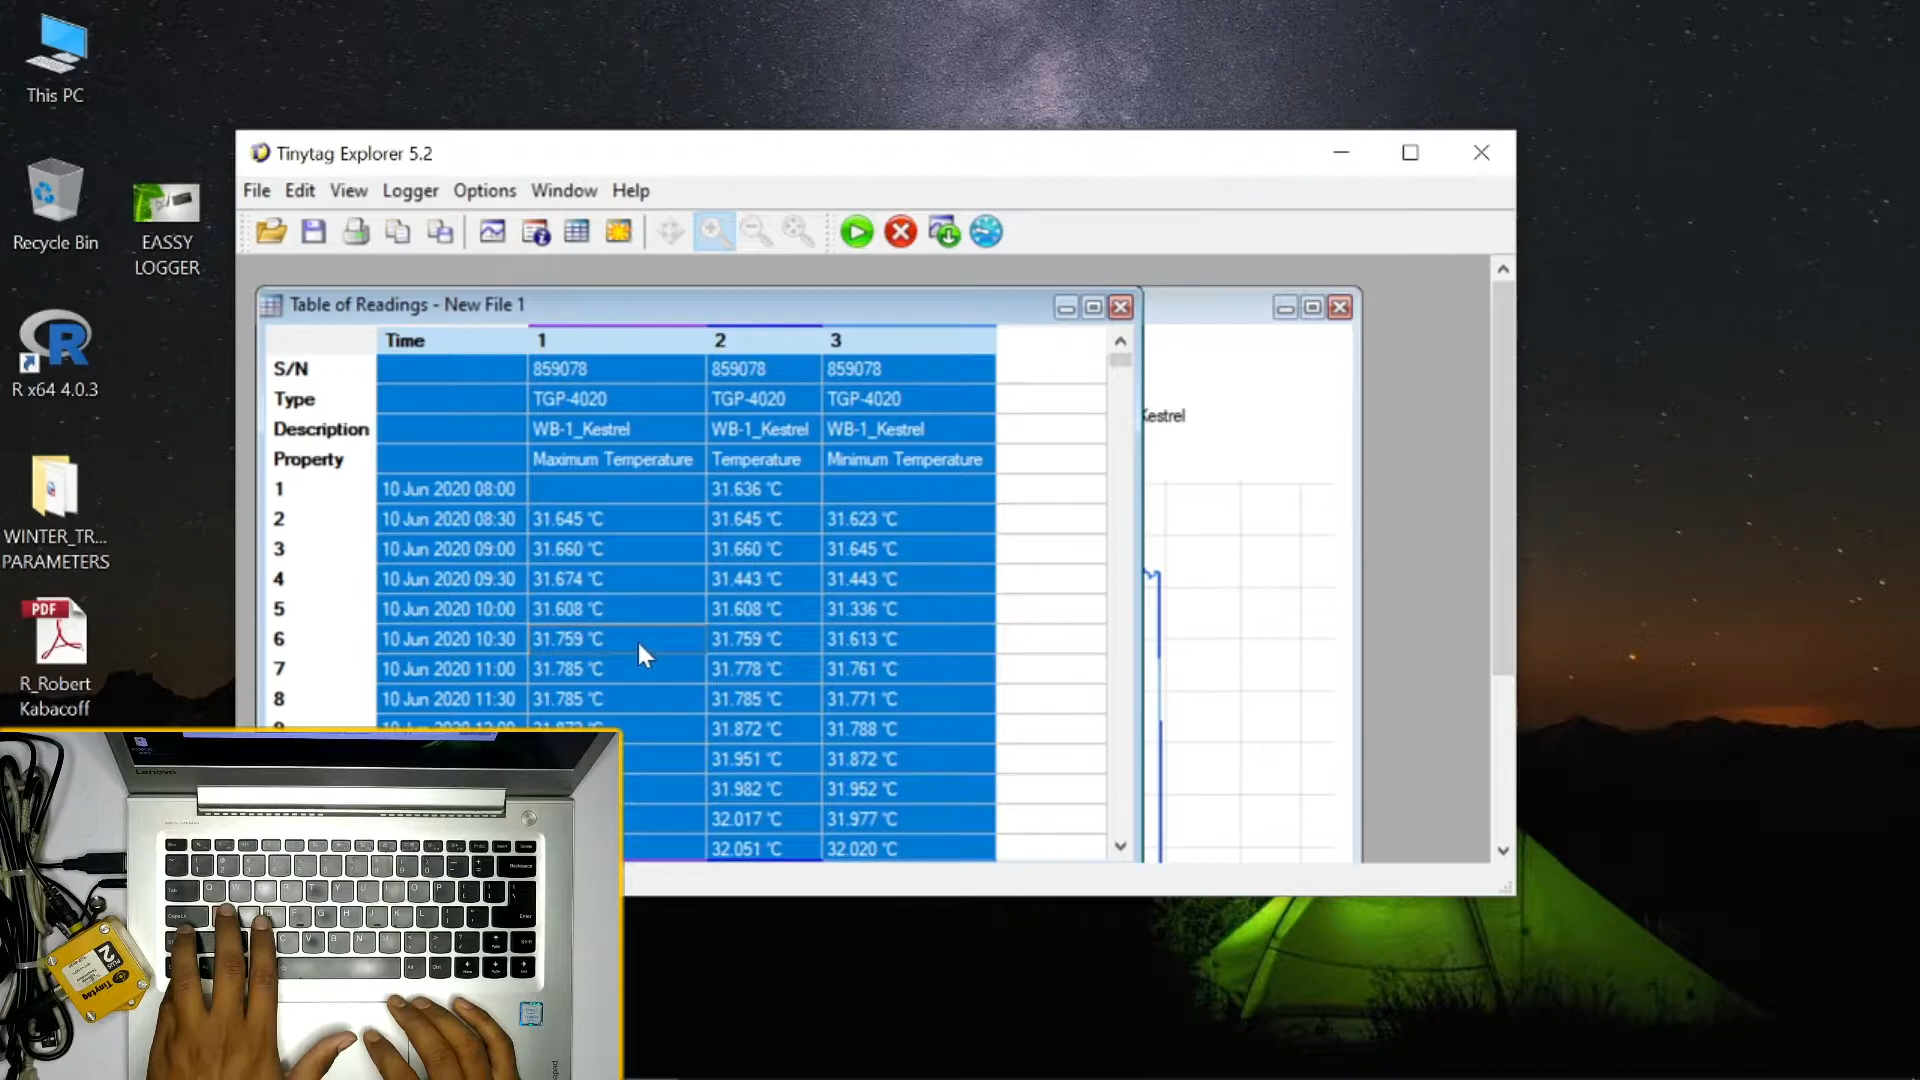 This PC
Recycle Bin
EASSY
LOGGER
R x64 4.0.3
WINTER_TR...
PARAMETERS
PDF
R_Robert
Kabacoff
Tinytag Explorer 5.2
File Edit View Logger Options Window Help
Table of Readings - New File 1
Time 1 2 3
S/N 859078 859078 859078
Type TGP-4020 TGP-4020 TGP-4020
Description WB-1_Kestrel WB-1_Kestrel WB-1_Kestrel
Property Maximum Temperature Temperature Minimum Temperature
1 10 Jun 2020 08:00 31.636 °C
2 10 Jun 2020 08:30 31.645 °C 31.645 °C 31.623 °C
3 10 Jun 2020 09:00 31.660 °C 31.660 °C 31.645 °C
4 10 Jun 2020 09:30 31.674 °C 31.443 °C 31.443 °C
5 10 Jun 2020 10:00 31.608 °C 31.608 °C 31.336 °C
6 10 Jun 2020 10:30 31.759 °C 31.759 °C 31.613 °C
7 10 Jun 2020 11:00 31.785 °C 31.778 °C 31.761 °C
8 10 Jun 2020 11:30 31.785 °C 31.785 °C 31.771 °C
31.872 °C 31.788 °C
31.951 °C 31.872 °C
31.982 °C 31.952 °C
32.017 °C 31.977 °C
32.051 °C 32.020 °C
Kestrel
Lenovo
Tinytag
PLUS
2